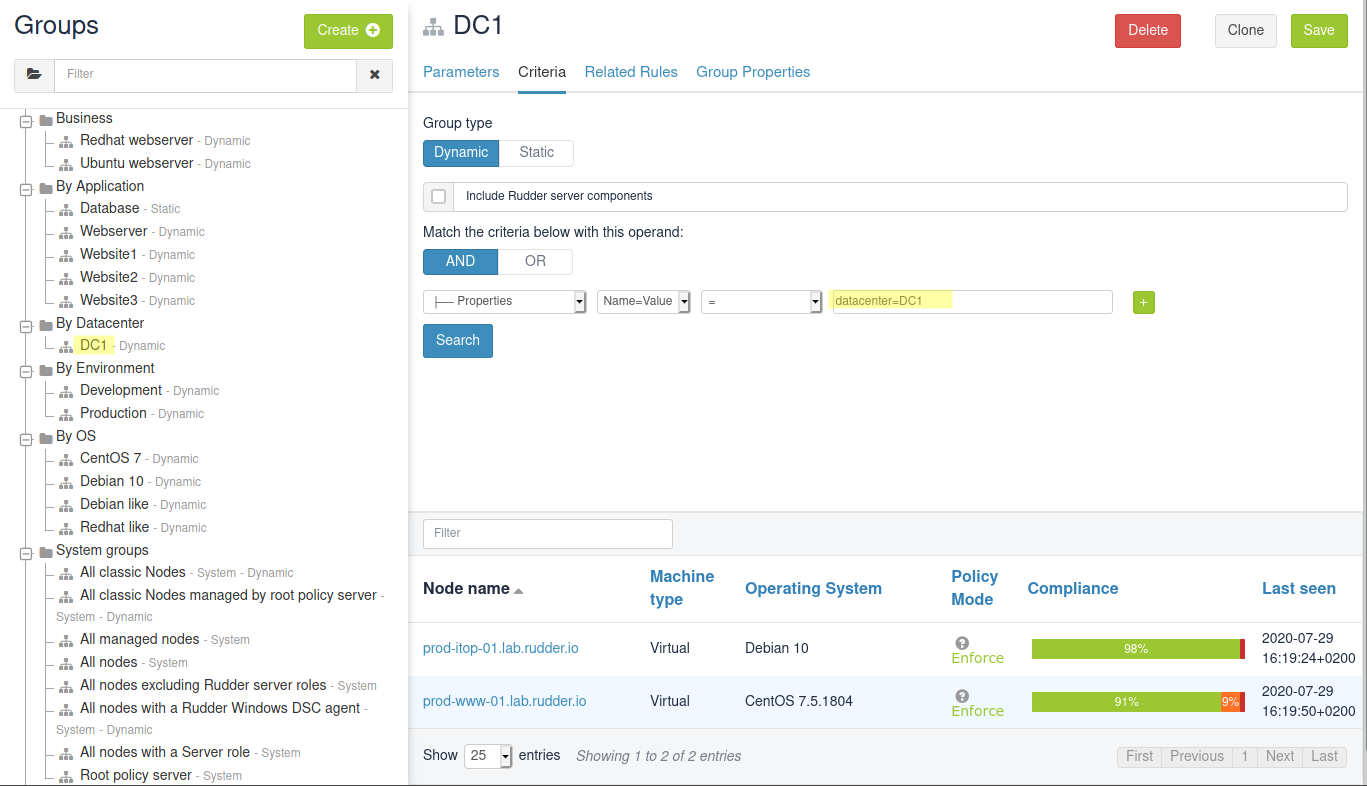 Groups
Create
Filter
Business
Redhat webserver - Dynamic
Ubuntu webserver - Dynamic
By Application
Database - Static
Webserver - Dynamic
Website1 - Dynamic
Website2 - Dynamic
Website3 - Dynamic
By Datacenter
DC1 - Dynamic
By Environment
Development - Dynamic
Production - Dynamic
By OS
CentOS 7 - Dynamic
Debian 10 - Dynamic
Debian like - Dynamic
Redhat like - Dynamic
System groups
All classic Nodes - System - Dynamic
All classic Nodes managed by root policy server -
System - Dynamic
All managed nodes - System
All nodes - System
All nodes excluding Rudder server roles - System
All nodes with a Rudder Windows DSC agent -
System - Dynamic
All nodes with a Server role - System
Root policy server - System
DC1
Delete Clone Save
Parameters Criteria Related Rules Group Properties
Group type
Dynamic Static
Include Rudder server components
Match the criteria below with this operand:
AND OR
├── Properties Name=Value = datacenter=DC1 +
Search
Filter
Node name Machine type Operating System Policy Mode Compliance Last seen
prod-itop-01.lab.rudder.io Virtual Debian 10 ? Enforce 98% 2020-07-29
16:19:24+0200
prod-www-01.lab.rudder.io Virtual CentOS 7.5.1804 ? Enforce 91% 9% 2020-07-29
16:19:50+0200
Show 25 entries Showing 1 to 2 of 2 entries First Previous 1 Next Last